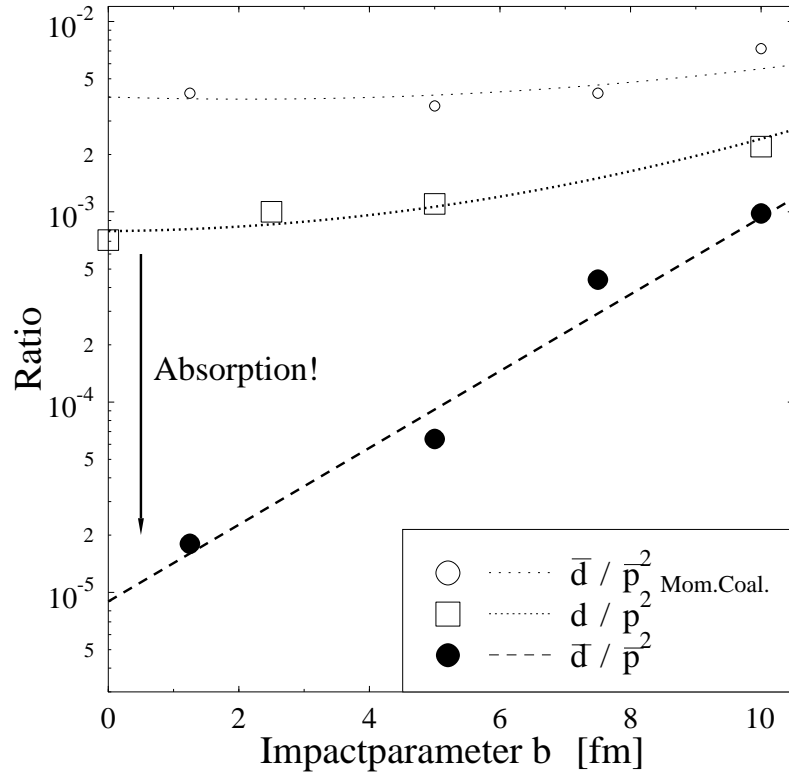 10^-2
5
2
10^-3
5
2
10^-4
5
2
10^-5
5
Ratio
Absorption!
d̅ / p̅^2 Mom.Coal.
d / p^2
d̅ / p̅^2
0 2 4 6 8 10
Impactparameter b [fm]